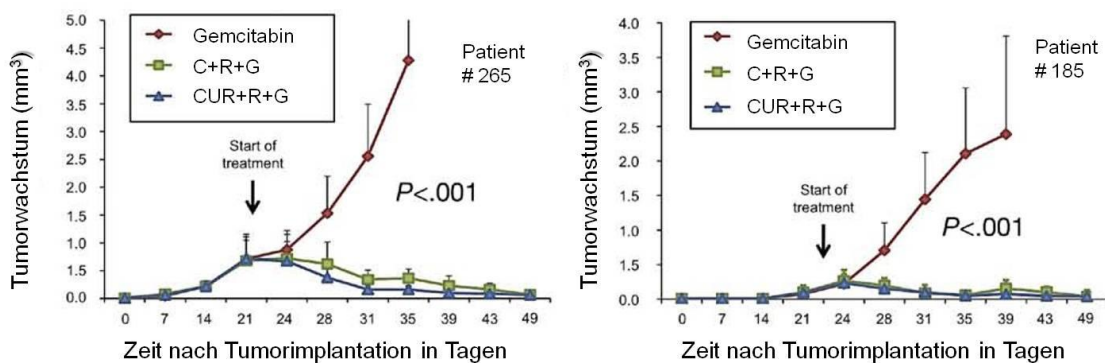 Tumorwachstum (mm³)
5.0
4.5
4.0
3.5
3.0
2.5
2.0
1.5
1.0
1.5
0.0
Gemcitabin
C+R+G
CUR+R+G
Patient
# 265
Start of
treatment
P<.001
0 7 14 21 24 28 31 35 39 43 49
Zeit nach Tumorimplantation in Tagen
Tumorwachstum (mm³)
4.0
3.5
3.0
2.5
2.0
1.5
1.0
1.5
0.0
Gemcitabin
C+R+G
CUR+R+G
Patient
# 185
Start of
treatment
P<.001
0 7 14 21 24 28 31 35 39 43 49
Zeit nach Tumorimplantation in Tagen